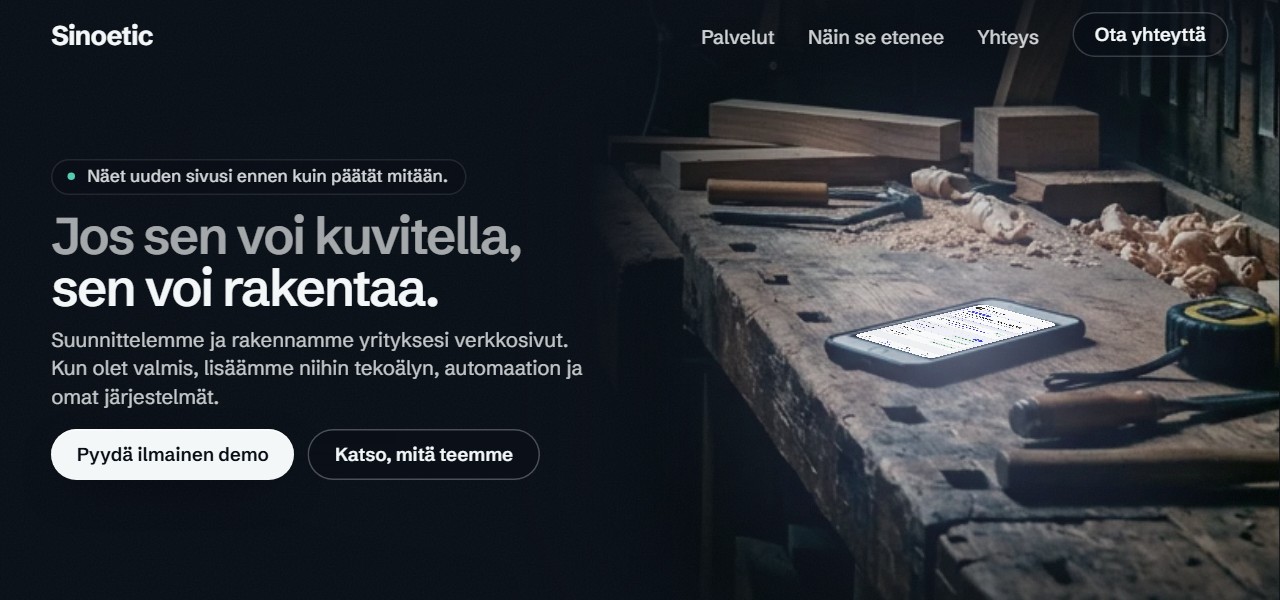 Sinoetic
Palvelut
Näin se etenee
Yhteys
Ota yhteyttä
Näet uuden sivusi ennen kuin päätät mitään.
Jos sen voi kuvitella,
sen voi rakentaa.
Suunnittelemme ja rakennamme yrityksesi verkkosivut.
Kun olet valmis, lisäämme niihin tekoälyn, automaation ja
omat järjestelmät.
Pyydä ilmainen demo
Katso, mitä teemme